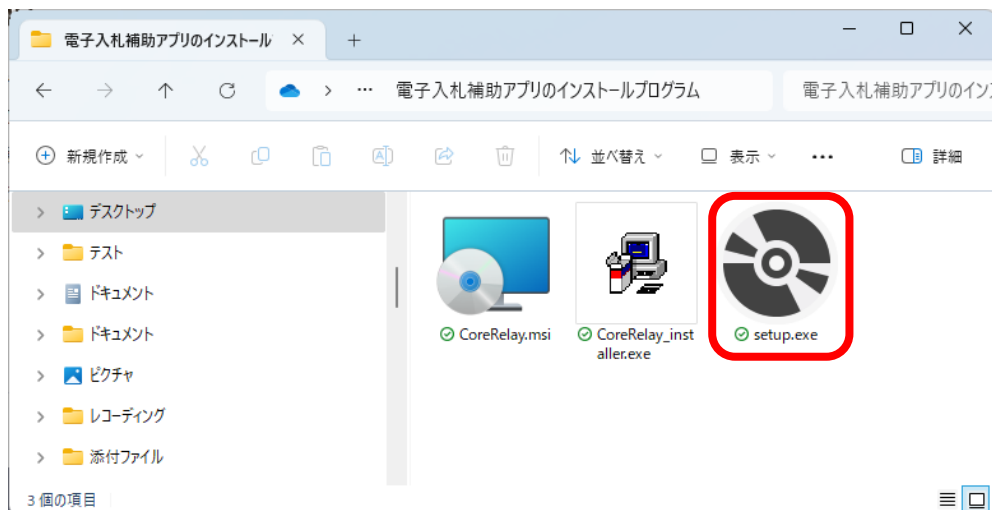 電子入札補助アプリのインストール
電子入札補助アプリのインストールプログラム
電子入札補助アプリのイン
新規作成
並べ替え
表示
詳細
デスクトップ
テスト
ドキュメント
ドキュメント
ピクチャ
レコーディング
添付ファイル
CoreRelay.msi
CoreRelay_inst
aller.exe
setup.exe
3 個の項目